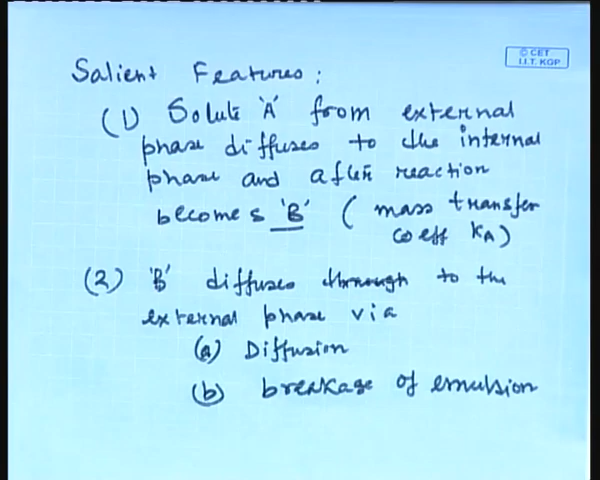 © CET
I.I.T. KGP
Salient Features :
(1) Solute 'A' from external
phase diffuses to the internal
phase and after reaction
becomes 'B' ( mass transfer
coeff kA)
(2) 'B' diffuses through to the
external phase via
(a) Diffusion
(b) breakage of emulsion